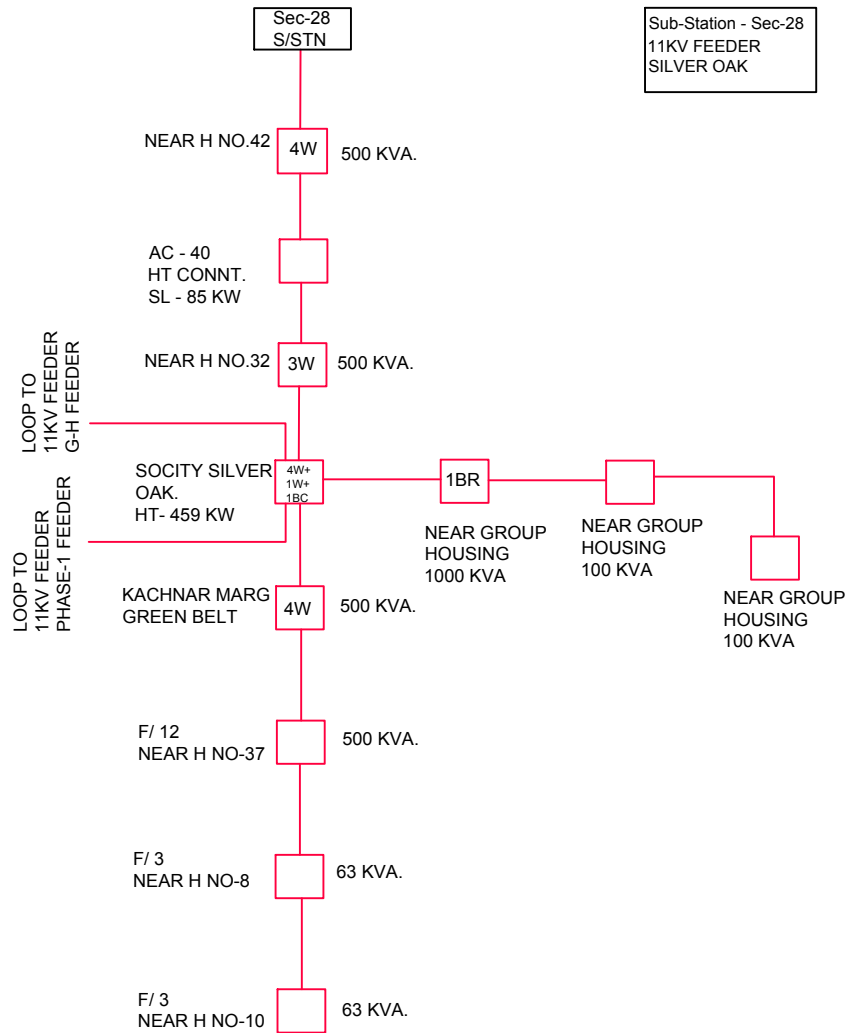 Sec-28
S/STN
Sub-Station - Sec-28
11KV FEEDER
SILVER OAK
NEAR H NO.42
4W
500 KVA.
AC - 40
HT CONNT.
SL - 85 KW
NEAR H NO.32
3W
500 KVA.
LOOP TO
11KV FEEDER
G-H FEEDER
SOCITY SILVER
OAK.
HT- 459 KW
4W+
1W+
1BC
1BR
NEAR GROUP
HOUSING
1000 KVA
NEAR GROUP
HOUSING
100 KVA
NEAR GROUP
HOUSING
100 KVA
LOOP TO
11KV FEEDER
PHASE-1 FEEDER
KACHNAR MARG
GREEN BELT
4W
500 KVA.
F/ 12
NEAR H NO-37
500 KVA.
F/ 3
NEAR H NO-8
63 KVA.
F/ 3
NEAR H NO-10
63 KVA.